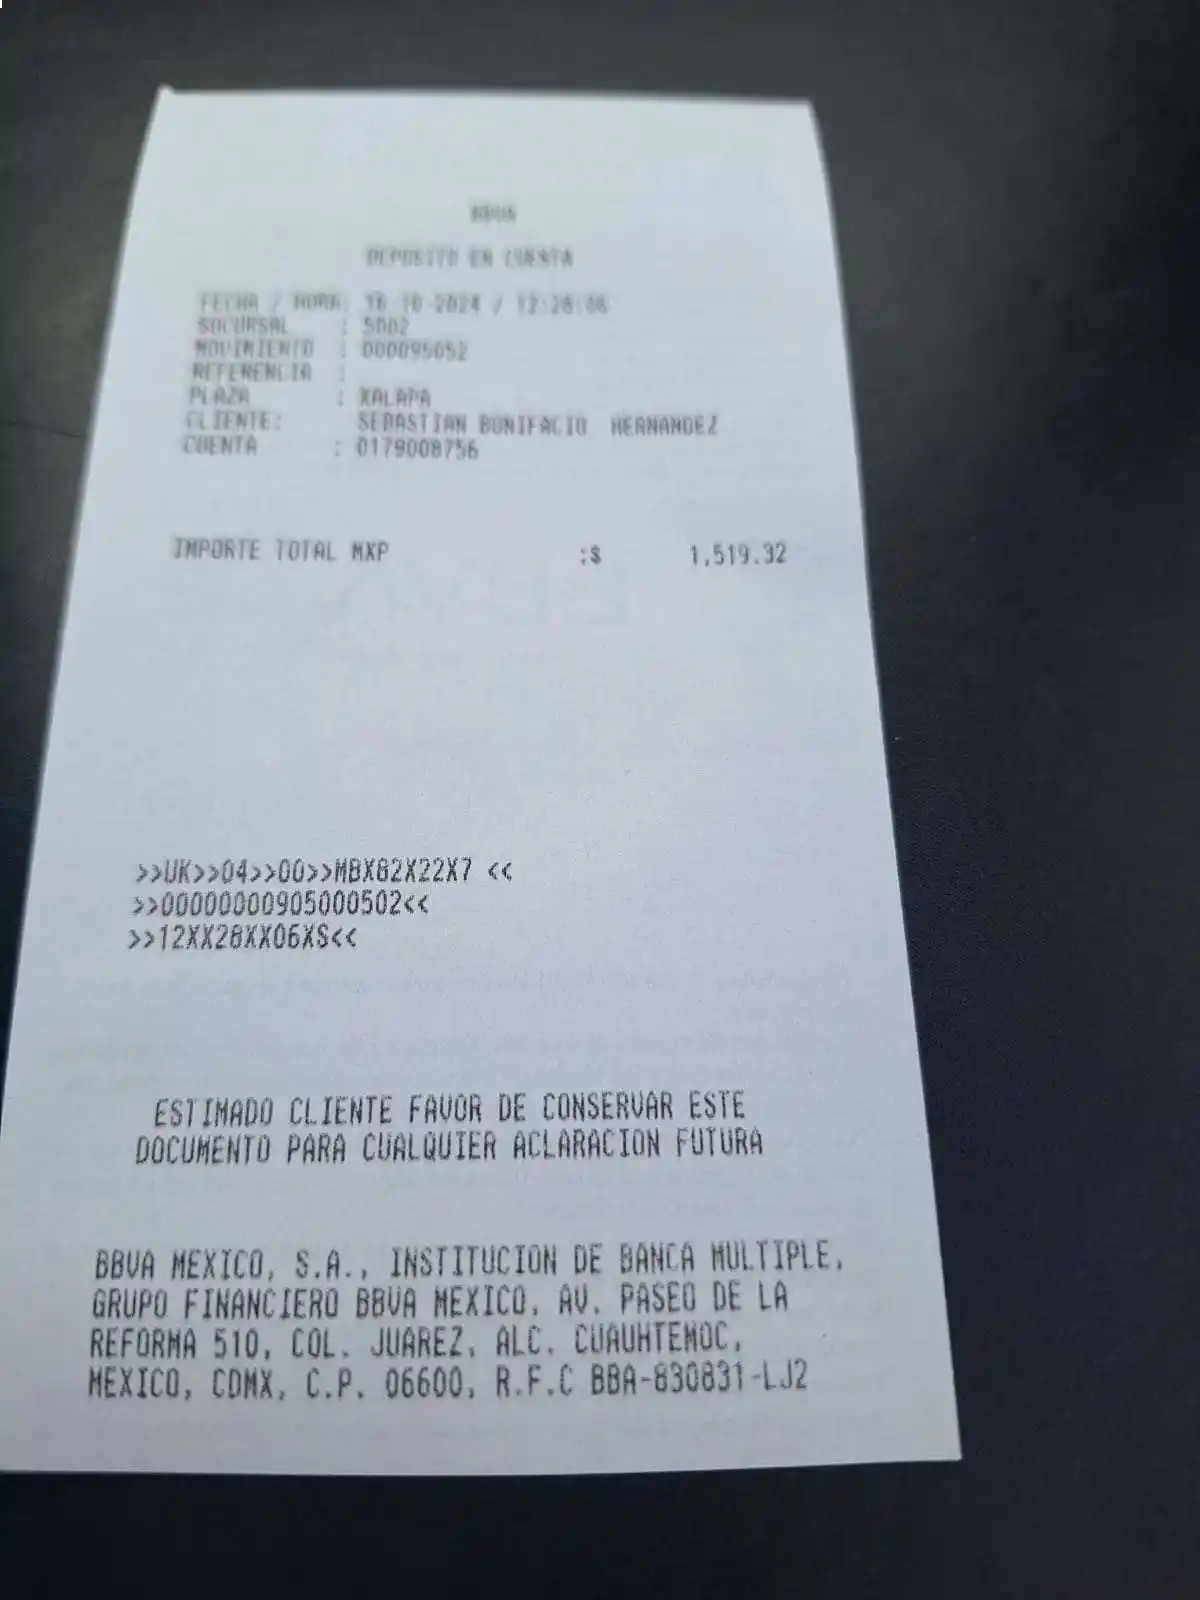 BBVA
DEPOSITO EN CUENTA
FECHA / HORA: 16-10-2024 / 12:28:06
SUCURSAL : 5002
MOVIMIENTO : 000095052
REFERENCIA :
PLAZA : XALAPA
CLIENTE: SEBASTIAN BONIFACIO HERNANDEZ
CUENTA : 0179008756
IMPORTE TOTAL MXP :$ 1,519.32
>>UK>>04>>00>>MBX82X22X7 <<
>>00000000905000502<<
>>12XX28XX06XS<<
ESTIMADO CLIENTE FAVOR DE CONSERVAR ESTE
DOCUMENTO PARA CUALQUIER ACLARACION FUTURA
BBVA MEXICO, S.A., INSTITUCION DE BANCA MULTIPLE,
GRUPO FINANCIERO BBVA MEXICO, AV. PASEO DE LA
REFORMA 510, COL. JUAREZ, ALC. CUAUHTEMOC,
MEXICO, CDMX, C.P. 06600, R.F.C BBA-830831-LJ2